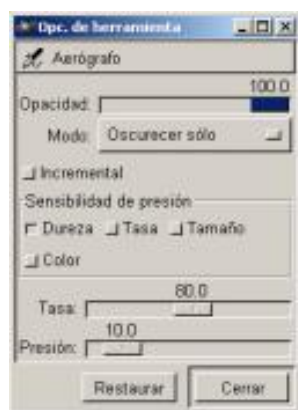 Opc. de herramienta
Aerógrafo
100.0
Opacidad:
Modo: Oscurecer sólo
Incremental
Sensibilidad de presión
Dureza Tasa Tamaño
Color
80.0
Tasa:
10.0
Presión:
Restaurar Cerrar